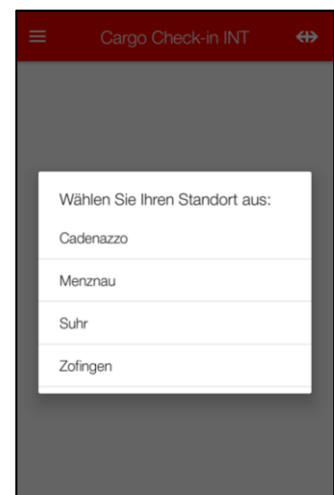 Cargo Check-in INT
Wählen Sie Ihren Standort aus:
Cadenazzo
Menznau
Suhr
Zofingen